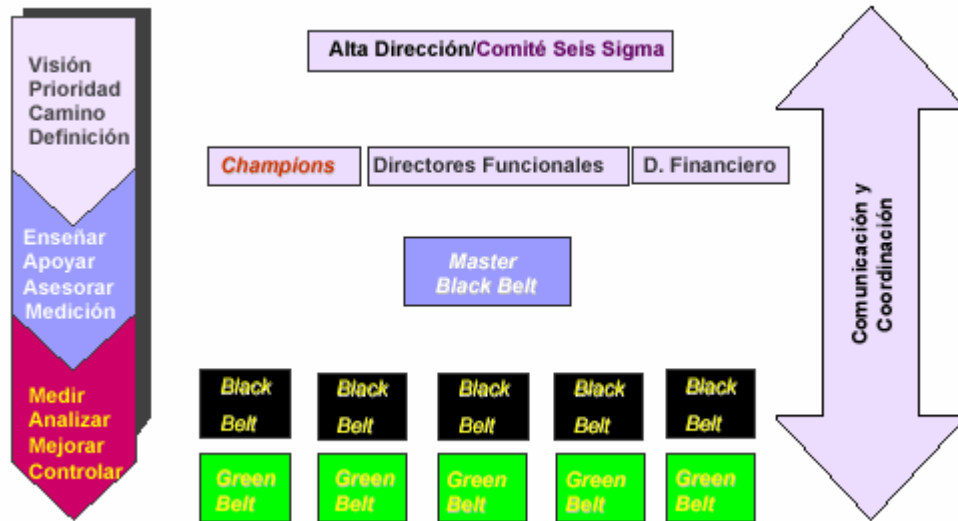 Visión
Prioridad
Camino
Definición
Enseñar
Apoyar
Asesorar
Medición
Medir
Analizar
Mejorar
Controlar
Alta Dirección/Comité Seis Sigma
Champions
Directores Funcionales
D. Financiero
Master
Black Belt
Black
Belt
Black
Belt
Black
Belt
Black
Belt
Black
Belt
Green
Belt
Green
Belt
Green
Belt
Green
Belt
Green
Belt
Comunicación y
Coordinación